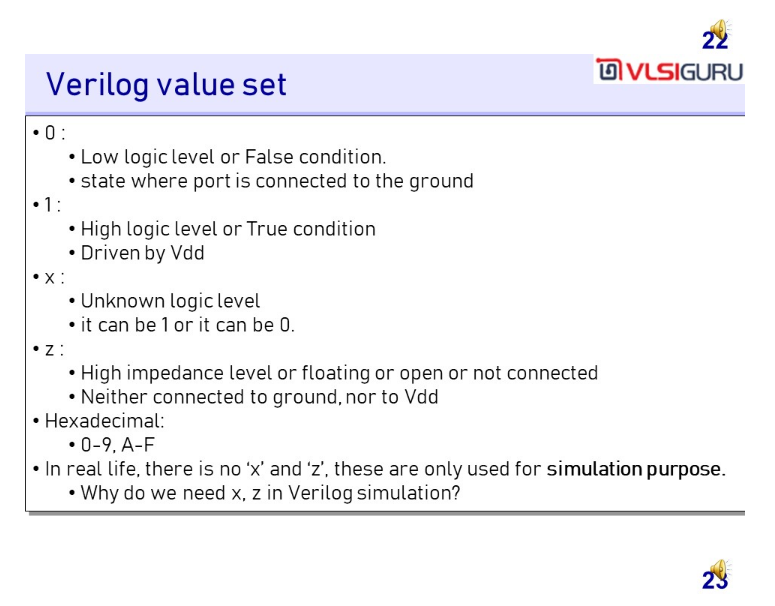 22
VLSIGURU
Verilog value set
• 0 :
• Low logic level or False condition.
• state where port is connected to the ground
• 1 :
• High logic level or True condition
• Driven by Vdd
• x :
• Unknown logic level
• it can be 1 or it can be 0.
• z :
• High impedance level or floating or open or not connected
• Neither connected to ground, nor to Vdd
• Hexadecimal:
• 0-9, A-F
• In real life, there is no ‘x’ and ‘z’, these are only used for simulation purpose.
• Why do we need x, z in Verilog simulation?
23